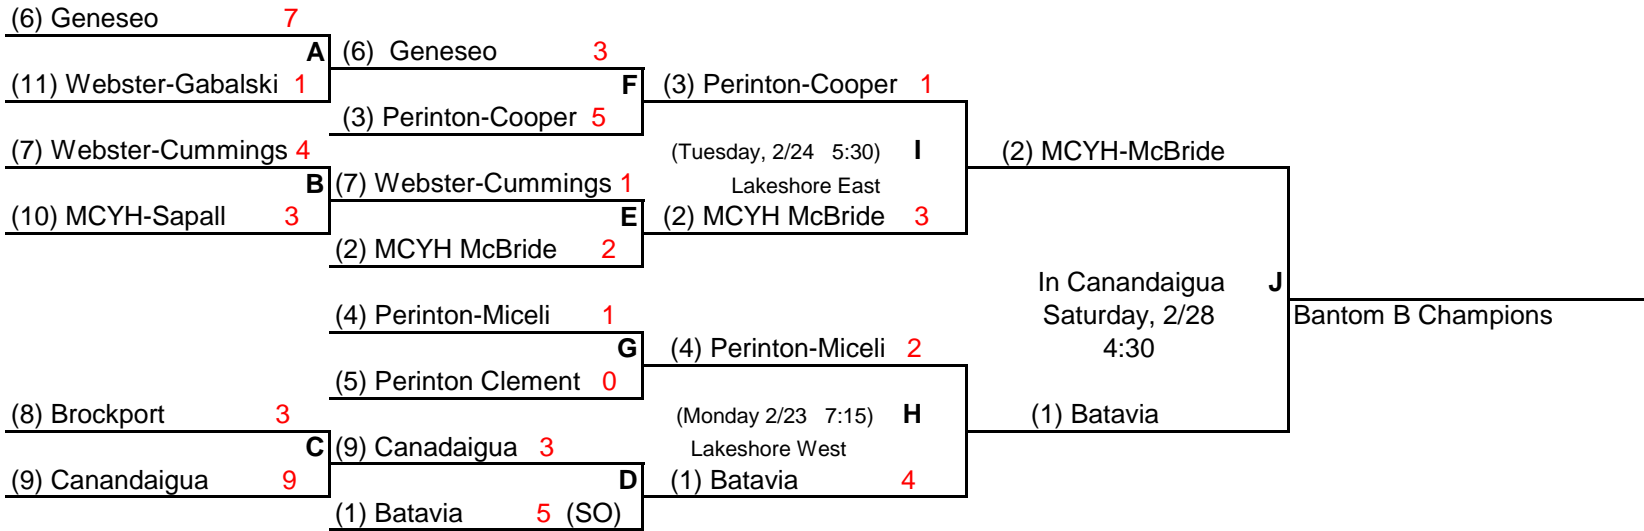 (6) Geneseo 7
A
(6) Geneseo 3
(11) Webster-Gabalski 1
F
(3) Perinton-Cooper 1
(3) Perinton-Cooper 5
(7) Webster-Cummings 4
(Tuesday, 2/24 5:30) I
(2) MCYH-McBride
B
(7) Webster-Cummings 1
Lakeshore East
(10) MCYH-Sapall 3
E
(2) MCYH McBride 3
(2) MCYH McBride 2
In Canandaigua J
(4) Perinton-Miceli 1
Saturday, 2/28
Bantom B Champions
G
(4) Perinton-Miceli 2
4:30
(5) Perinton Clement 0
(8) Brockport 3
(Monday 2/23 7:15) H
(1) Batavia
C
(9) Canadaigua 3
Lakeshore West
(9) Canandaigua 9
D
(1) Batavia 4
(1) Batavia 5 (SO)